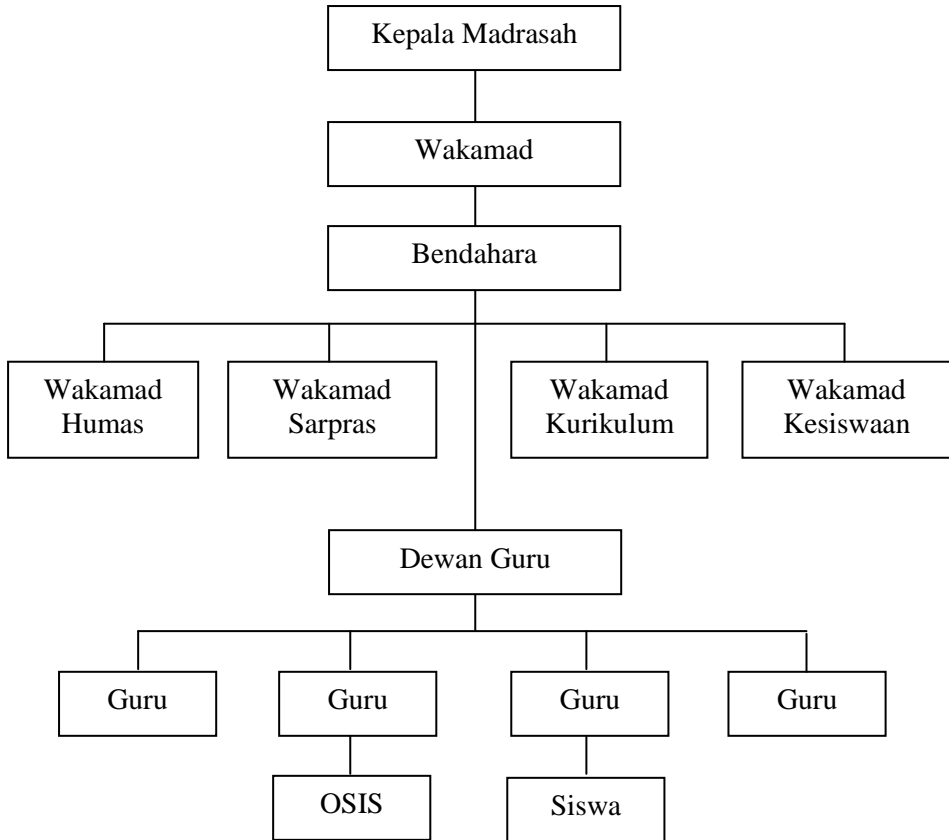 Kepala Madrasah
Wakamad
Bendahara
Wakamad
Humas
Wakamad
Sarpras
Wakamad
Kurikulum
Wakamad
Kesiswaan
Dewan Guru
Guru
Guru
Guru
Guru
OSIS
Siswa